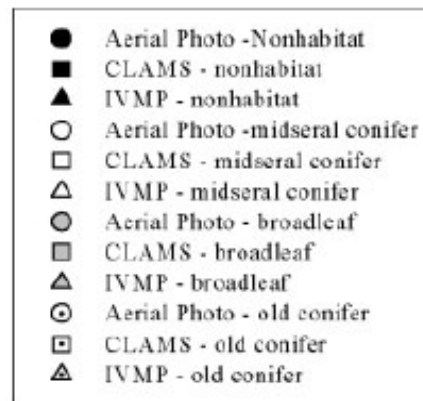 Aerial Photo -Nonhabitat
CLAMS - nonhabitat
IVMP - nonhabitat
Aerial Photo -midseral conifer
CLAMS - midseral conifer
IVMP - midseral conifer
Aerial Photo - broadleaf
CLAMS - broadleaf
IVMP - broadleaf
Aerial Photo - old conifer
CLAMS - old conifer
IVMP - old conifer